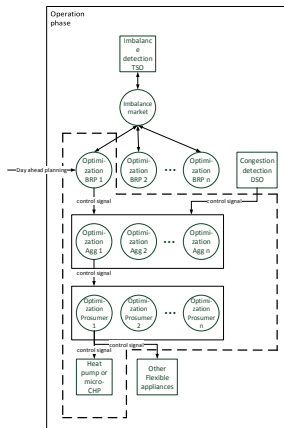 Operation
phase
Imbalanc
e
detection
TSO
Imbalance
market
Optimi-
zation
BRP 1
Optimi-
zation
BRP 2
Optimi-
zation
BRP n
Congestion
detection
DSO
Day ahead planning
control signal
control signal
Optimi-
zation
Agg 1
Optimi-
zation
Agg 2
Optimi-
zation
Agg n
control signal
Optimi-
zation
Prosumer
1
Optimi-
zation
Prosumer
2
Optimi-
zation
Prosumer
n
control signal
control signal
Heat
pump or
micro-
CHP
Other
Flexible
appliances